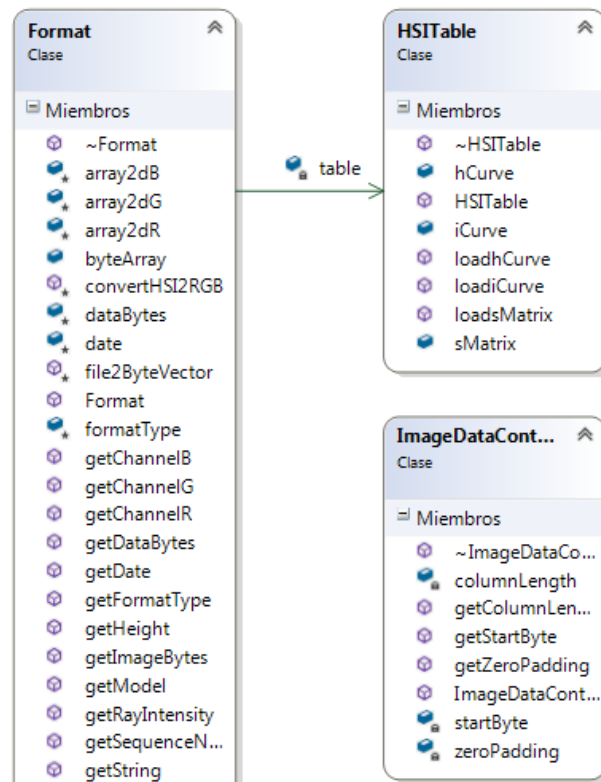 Format
Clase
Miembros
~Format
array2dB
array2dG
array2dR
byteArray
convertHSI2RGB
dataBytes
date
file2ByteVector
Format
formatType
getChannelB
getChannelG
getChannelR
getDataBytes
getDate
getFormatType
getHeight
getImageBytes
getModel
getRayIntensity
getSequenceN...
getString
table
HSITable
Clase
Miembros
~HSITable
hCurve
HSITable
iCurve
loadhCurve
loadiCurve
loadsMatrix
sMatrix
ImageDataCont...
Clase
Miembros
~ImageDataCo...
columnLength
getColumnLen...
getStartByte
getZeroPadding
ImageDataCont...
startByte
zeroPadding